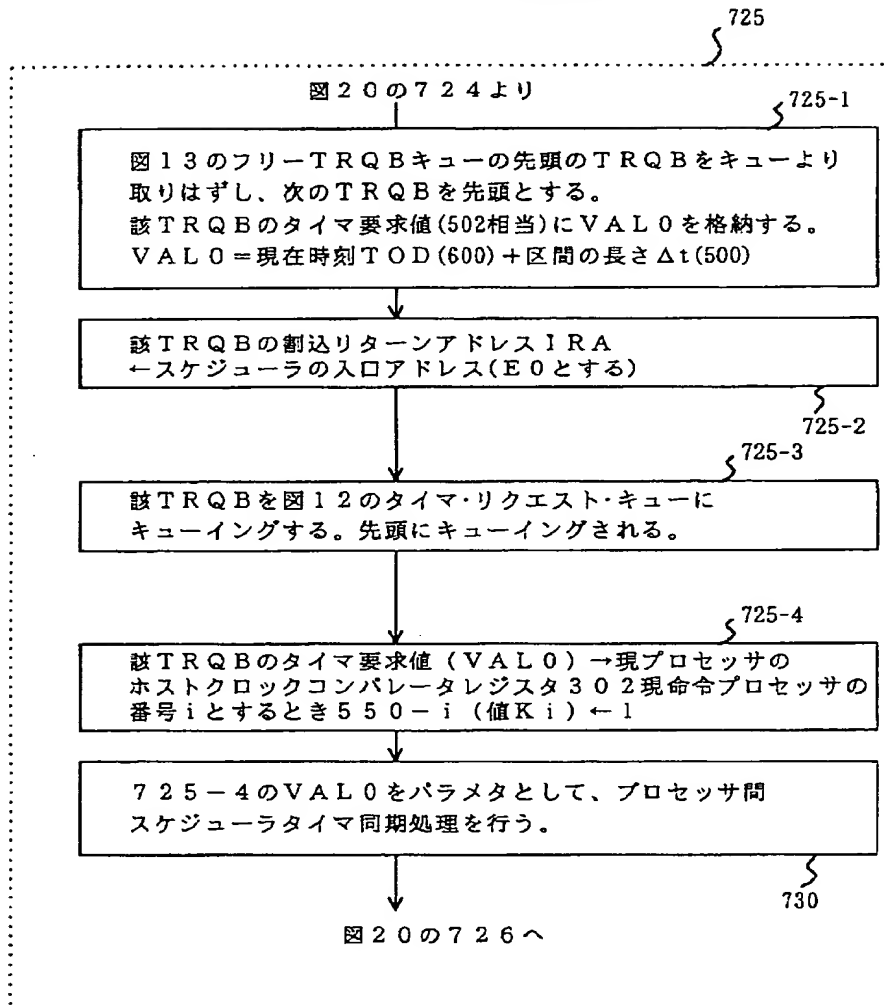 725
図20の724より
725-1
図13のフリーTRQBキューの先頭のTRQBをキューより
取りはずし、次のTRQBを先頭とする。
該TRQBのタイマ要求値(502相当)にVAL0を格納する。
VAL0=現在時刻TOD(600)+区間の長さΔt(500)
該TRQBの割込リターンアドレスIRA
←スケジューラの入口アドレス(E0とする)
725-2
725-3
該TRQBを図12のタイマ・リクエスト・キューに
キューイングする。先頭にキューイングされる。
725-4
該TRQBのタイマ要求値(VAL0)→現プロセッサの
ホストクロックコンパレータレジスタ302現命令プロセッサの
番号iとするとき550-i(値Ki)←1
725-4のVAL0をパラメタとして、プロセッサ間
スケジューラタイマ同期処理を行う。
730
図20の726へ